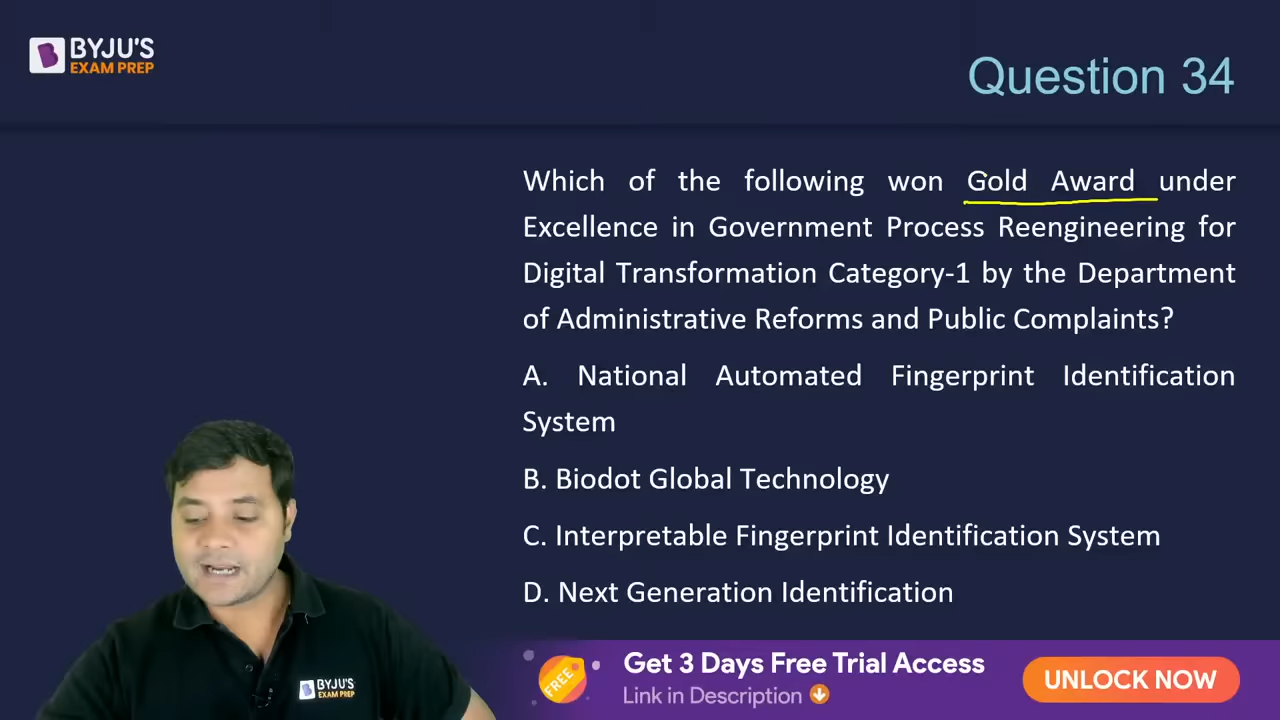 BYJU'S
EXAM PREP
Question 34
Which of the following won Gold Award under
Excellence in Government Process Reengineering for
Digital Transformation Category-1 by the Department
of Administrative Reforms and Public Complaints?
A. National Automated Fingerprint Identification
System
B. Biodot Global Technology
C. Interpretable Fingerprint Identification System
D. Next Generation Identification
BYJU'S
EXAM PREP
FREE
Get 3 Days Free Trial Access
Link in Description
UNLOCK NOW